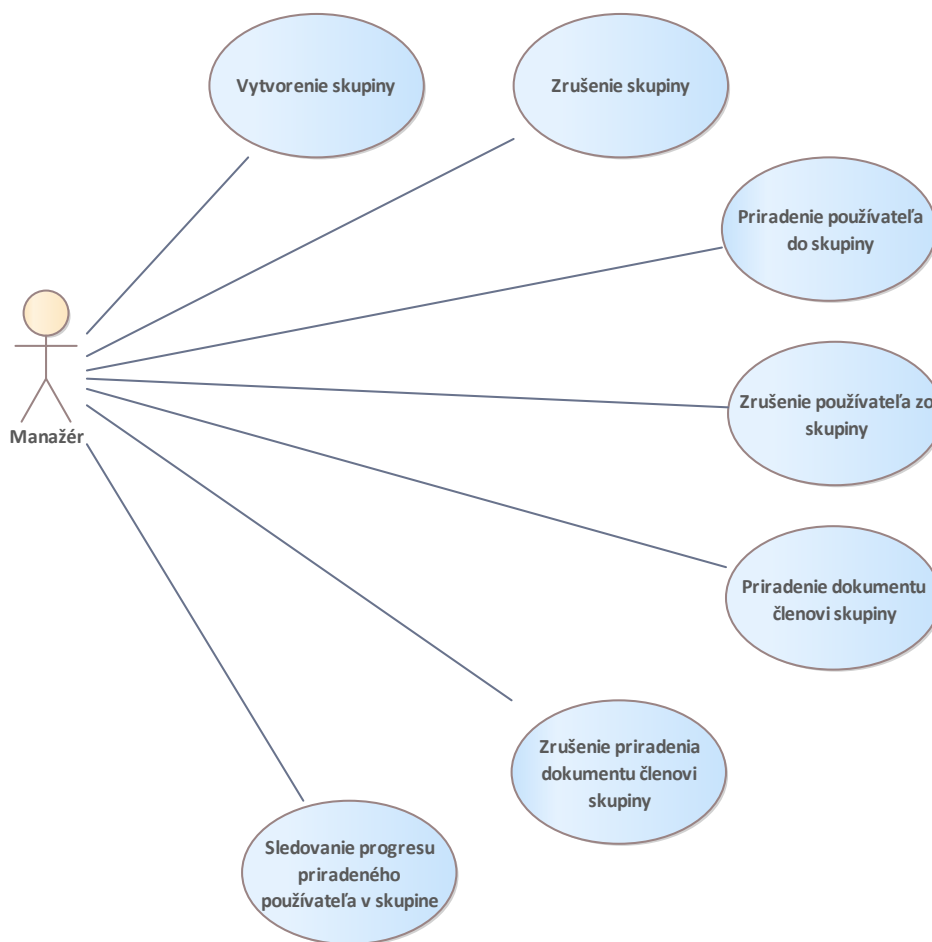 Vytvorenie skupiny
Zrušenie skupiny
Priradenie používateľa
do skupiny
Manažér
Zrušenie používateľa zo
skupiny
Priradenie dokumentu
členovi skupiny
Zrušenie priradenia
dokumentu členovi
skupiny
Sledovanie progresu
priradeného
používateľa v skupine